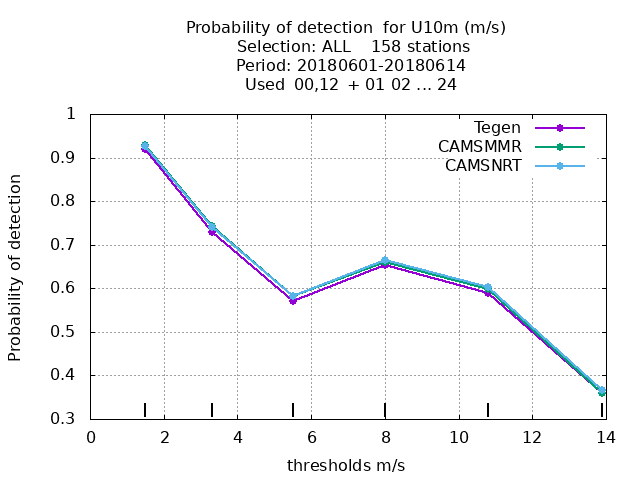 Probability of detection  for U10m (m/s)
Selection: ALL    158 stations
Period: 20180601-20180614
Used  00,12  + 01 02 ... 24
1
Tegen
CAMSMMR
0.9
CAMSNRT
0.8
0.7
Probability of detection
0.6
0.5
0.4
0.3
0 2 4 6 8 10 12 14
thresholds m/s